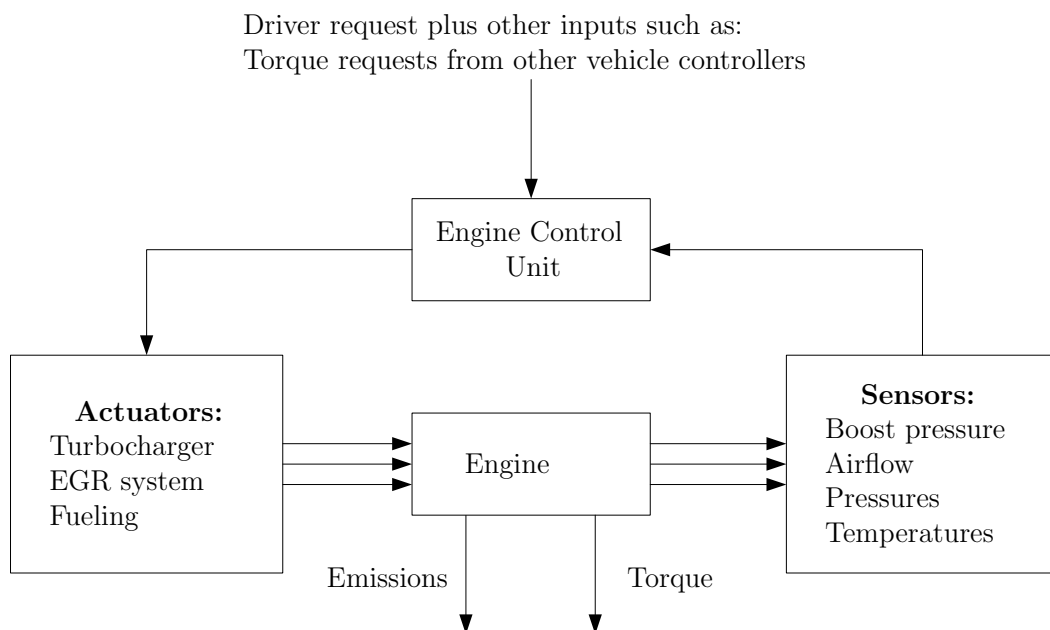 Driver request plus other inputs such as:
Torque requests from other vehicle controllers
Engine Control
Unit
Actuators:
Turbocharger
EGR system
Fueling
Engine
Sensors:
Boost pressure
Airflow
Pressures
Temperatures
Emissions
Torque